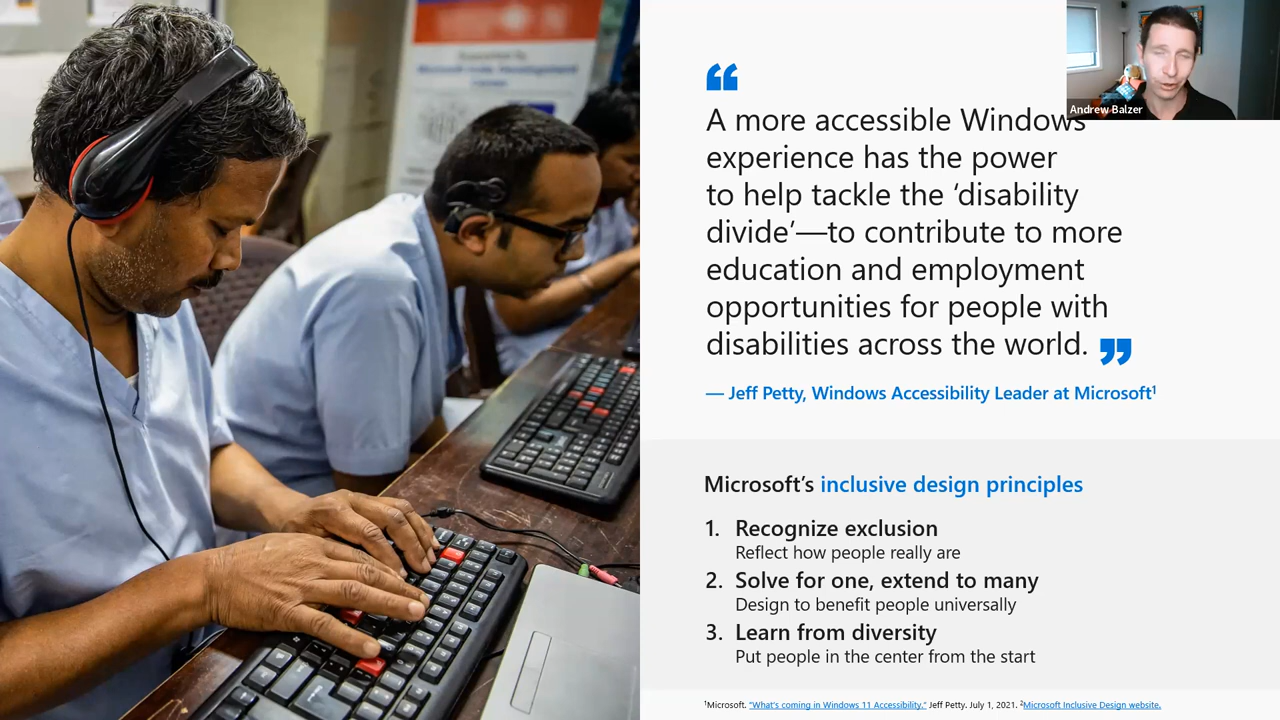 Andrew Balzer
“
A more accessible Windows
experience has the power
to help tackle the ‘disability
divide’—to contribute to more
education and employment
opportunities for people with
disabilities across the world. ”
— Jeff Petty, Windows Accessibility Leader at Microsoft¹
Microsoft’s inclusive design principles
1. Recognize exclusion
Reflect how people really are
2. Solve for one, extend to many
Design to benefit people universally
3. Learn from diversity
Put people in the center from the start
¹Microsoft. "What's coming in Windows 11 Accessibility." Jeff Petty. July 1, 2021. ²Microsoft Inclusive Design website.